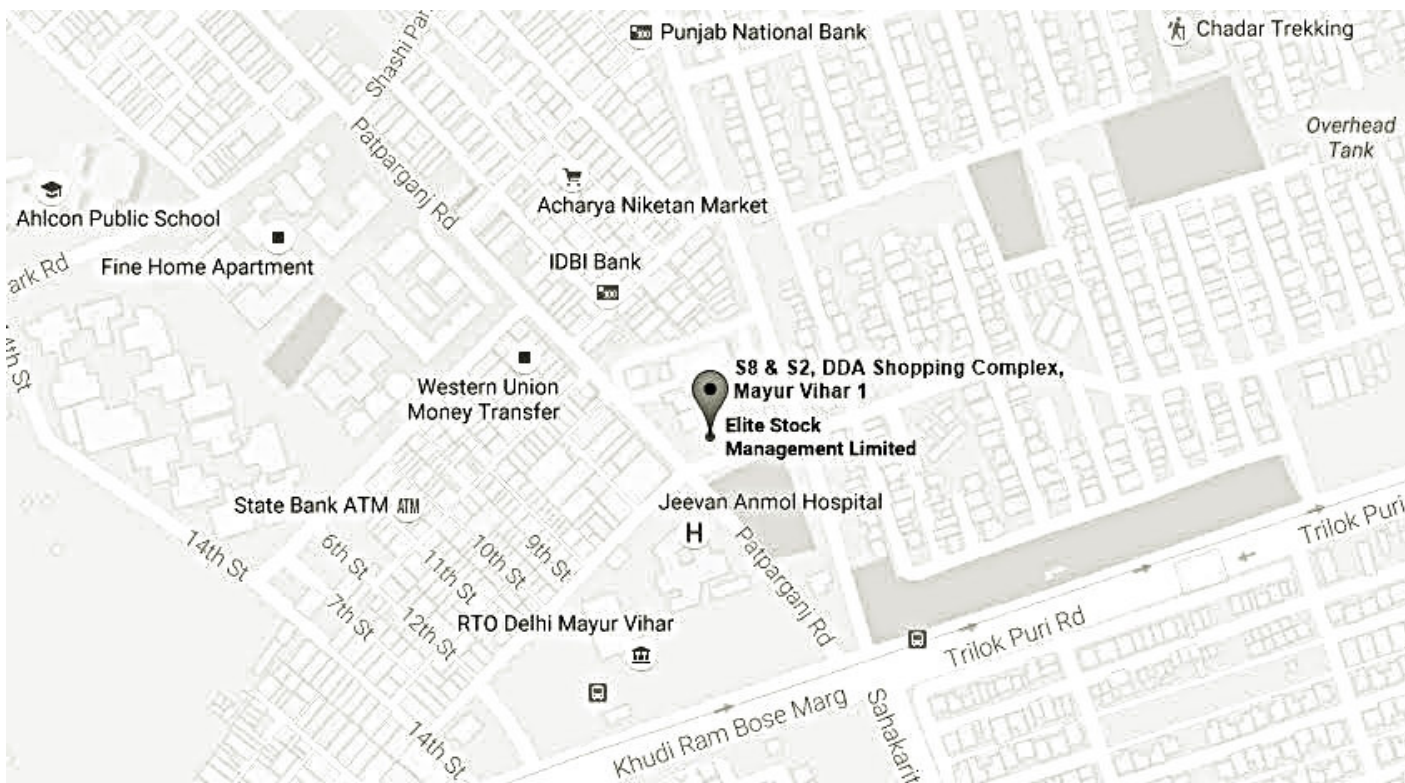 Shashi Par
Punjab National Bank
Chadar Trekking
Overhead
Tank
Patparganj Rd
Ahlcon Public School
Acharya Niketan Market
Fine Home Apartment
ark Rd
IDBI Bank
4th St
Western Union
Money Transfer
S8 & S2, DDA Shopping Complex,
Mayur Vihar 1
Elite Stock
Management Limited
State Bank ATM ATM
Jeevan Anmol Hospital
H
14th St
6th St
11th St
10th St
9th St
7th St
12th St
Patparganj Rd
Trilok Puri
RTO Delhi Mayur Vihar
Trilok Puri Rd
14th St
Khudi Ram Bose Marg
Sahakarit